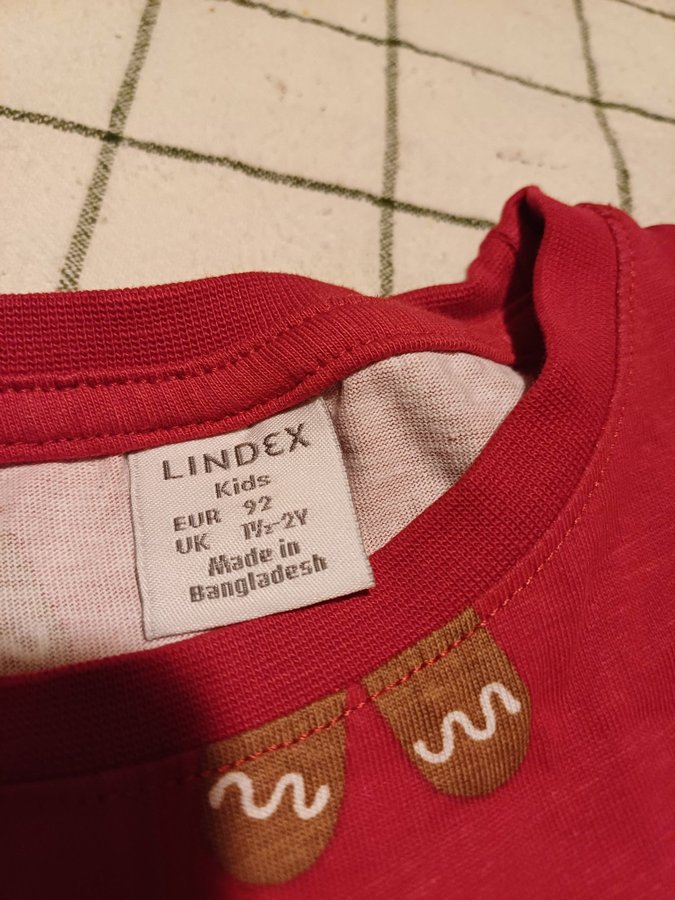 LINDEX
Kids
EUR 92
UK 1½-2Y
Made in
Bangladesh